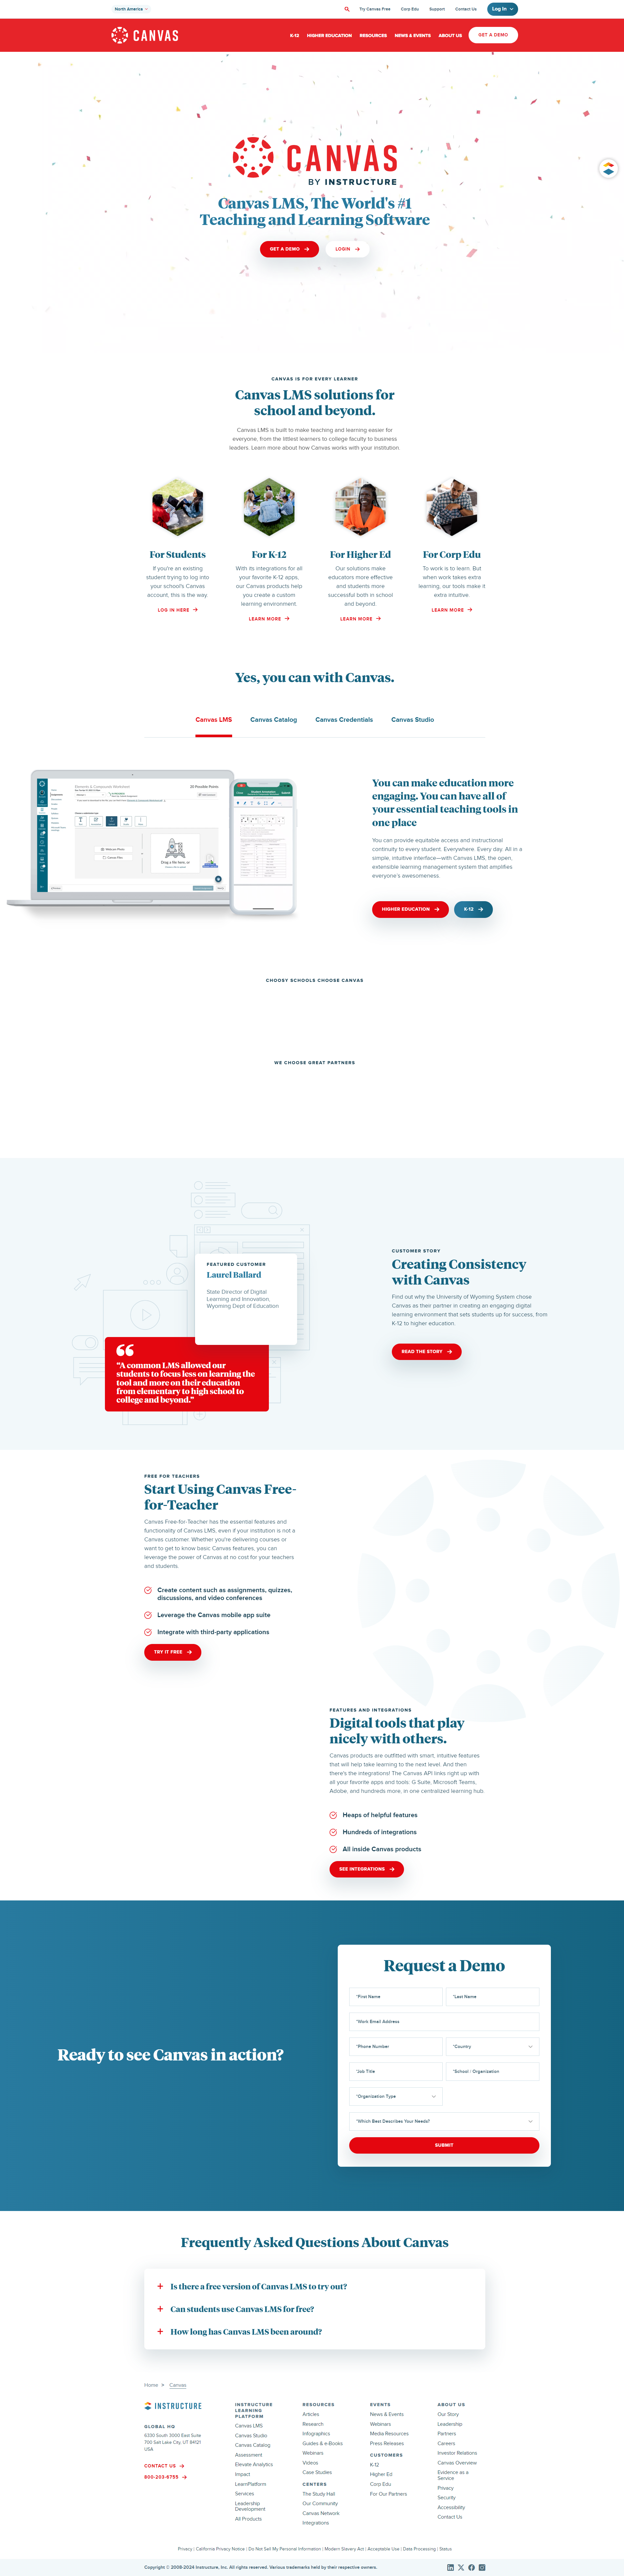 North America
Try Canvas Free
Corp Edu
Support
Contact Us
Log In
CANVAS
K-12
HIGHER EDUCATION
RESOURCES
NEWS & EVENTS
ABOUT US
GET A DEMO
CANVAS
BY INSTRUCTURE
Canvas LMS, The World's #1
Teaching and Learning Software
GET A DEMO
LOGIN
CANVAS IS FOR EVERY LEARNER
Canvas LMS solutions for
school and beyond.
Canvas LMS is built to make teaching and learning easier for
everyone, from the littlest learners to college faculty to business
leaders. Learn more about how Canvas works with your institution.
For Students
If you're an existing
student trying to log into
your school's Canvas
account, this is the way.
LOG IN HERE
For K-12
With its integrations for all
your favorite K-12 apps,
our Canvas products help
you create a custom
learning environment.
LEARN MORE
For Higher Ed
Our solutions make
educators more effective
and students more
successful both in school
and beyond
LEARN MORE
For Corp Edu
To work is to learn. But
when work takes extra
learning, our tools make it
extra intuitive.
LEARN MORE
Yes, you can with Canvas.
Canvas LMS
Canvas Catalog
Canvas Credentials
Canvas Studio
Elements & Compounds Worksheet
20 Possible Points
Drag a file here, or
You can make education more
engaging. You can have all of
your essential teaching tools in
one place
You can provide equitable access and instructional
continuity to every student. Everywhere. Every day. All in a
simple, intuitive interface—with Canvas LMS, the open,
extensible learning management system that amplifies
everyone's awesomeness.
HIGHER EDUCATION
K-12
CHOOSY SCHOOLS CHOOSE CANVAS
WE CHOOSE GREAT PARTNERS
FEATURED CUSTOMER
Laurel Ballard
State Director of Digital
Learning and Innovation,
Wyoming Dept of Education
“A common LMS allowed our
students to focus less on learning the
tool and more on their education
from elementary to high school to
college and beyond.”
CUSTOMER STORY
Creating Consistency
with Canvas
Find out why the University of Wyoming System chose
Canvas as their partner in creating an engaging digital
learning environment that sets students up for success, from
K-12 to higher education.
READ THE STORY
FREE FOR TEACHERS
Start Using Canvas Free-
for-Teacher
Canvas Free-for-Teacher has the essential features and
functionality of Canvas LMS, even if your institution is not a
Canvas customer. Whether you're delivering courses or
want to get to know basic Canvas features, you can
leverage the power of Canvas at no cost for your teachers
and students.
Create content such as assignments, quizzes,
discussions, and video conferences
Leverage the Canvas mobile app suite
Integrate with third-party applications
TRY IT FREE
FEATURES AND INTEGRATIONS
Digital tools that play
nicely with others.
Canvas products are outfitted with smart, intuitive features
that will help take learning to the next level. And then
there's the integrations! The Canvas API links right up with
all your favorite apps and tools: G Suite, Microsoft Teams,
Adobe, and hundreds more, in one centralized learning hub.
Heaps of helpful features
Hundreds of integrations
All inside Canvas products
SEE INTEGRATIONS
Ready to see Canvas in action?
Request a Demo
*First Name
*Last Name
*Work Email Address
*Phone Number
*Country
*Job Title
*School / Organization
*Organization Type
*Which Best Describes Your Needs?
SUBMIT
Frequently Asked Questions About Canvas
Is there a free version of Canvas LMS to try out?
Can students use Canvas LMS for free?
How long has Canvas LMS been around?
Home
Canvas
INSTRUCTURE
GLOBAL HQ
6330 South 3000 East Suite
700 Salt Lake City, UT 84121
USA
CONTACT US
800-203-6755
INSTRUCTURE
LEARNING
PLATFORM
Canvas LMS
Canvas Studio
Canvas Catalog
Assessment
Elevate Analytics
Impact
LearnPlatform
Services
Leadership
Development
All Products
RESOURCES
Articles
Research
Infographics
Guides & e-Books
Webinars
Videos
Case Studies
CENTERS
The Study Hall
Our Community
Canvas Network
Integrations
EVENTS
News & Events
Webinars
Media Resources
Press Releases
CUSTOMERS
K-12
Higher Ed
Corp Edu
For Our Partners
ABOUT US
Our Story
Leadership
Partners
Careers
Investor Relations
Canvas Overview
Evidence as a
Service
Privacy
Security
Accessibility
Contact Us
Privacy | California Privacy Notice | Do Not Sell My Personal Information | Modern Slavery Act | Acceptable Use | Data Processing | Status
Copyright © 2008-2024 Instructure, Inc. All rights reserved. Various trademarks held by their respective owners.